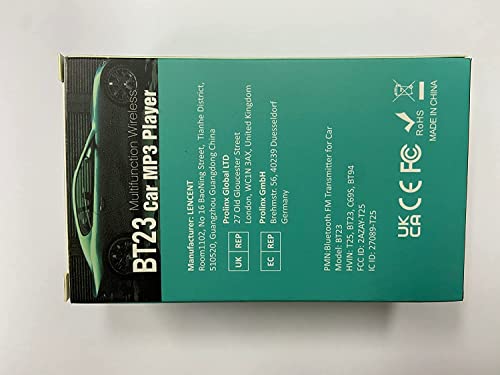 BT23 Multifunction Wireless
Car MP3 Player
Manufacturer: LENCENT
Room1102, No 16 BaoNing Street, Tianhe District,
510520, Guangzhou Guangdong China
UK REP
Prolinx Global LTD
27 Old Gloucester Street
London, WC1N 3AX, United Kingdom
EC REP
Prolinx GmbH
Brehmstr. 56, 40239 Duesseldorf
Germany
PMN:Bluetooth FM Transmitter for Car
Model: BT23
HVIN: T25, BT23, C695, BT94
FCC ID: 2AZAY-T25
IC ID: 27089-T25
UK
CA
CE
FC
RoHS
MADE IN CHINA